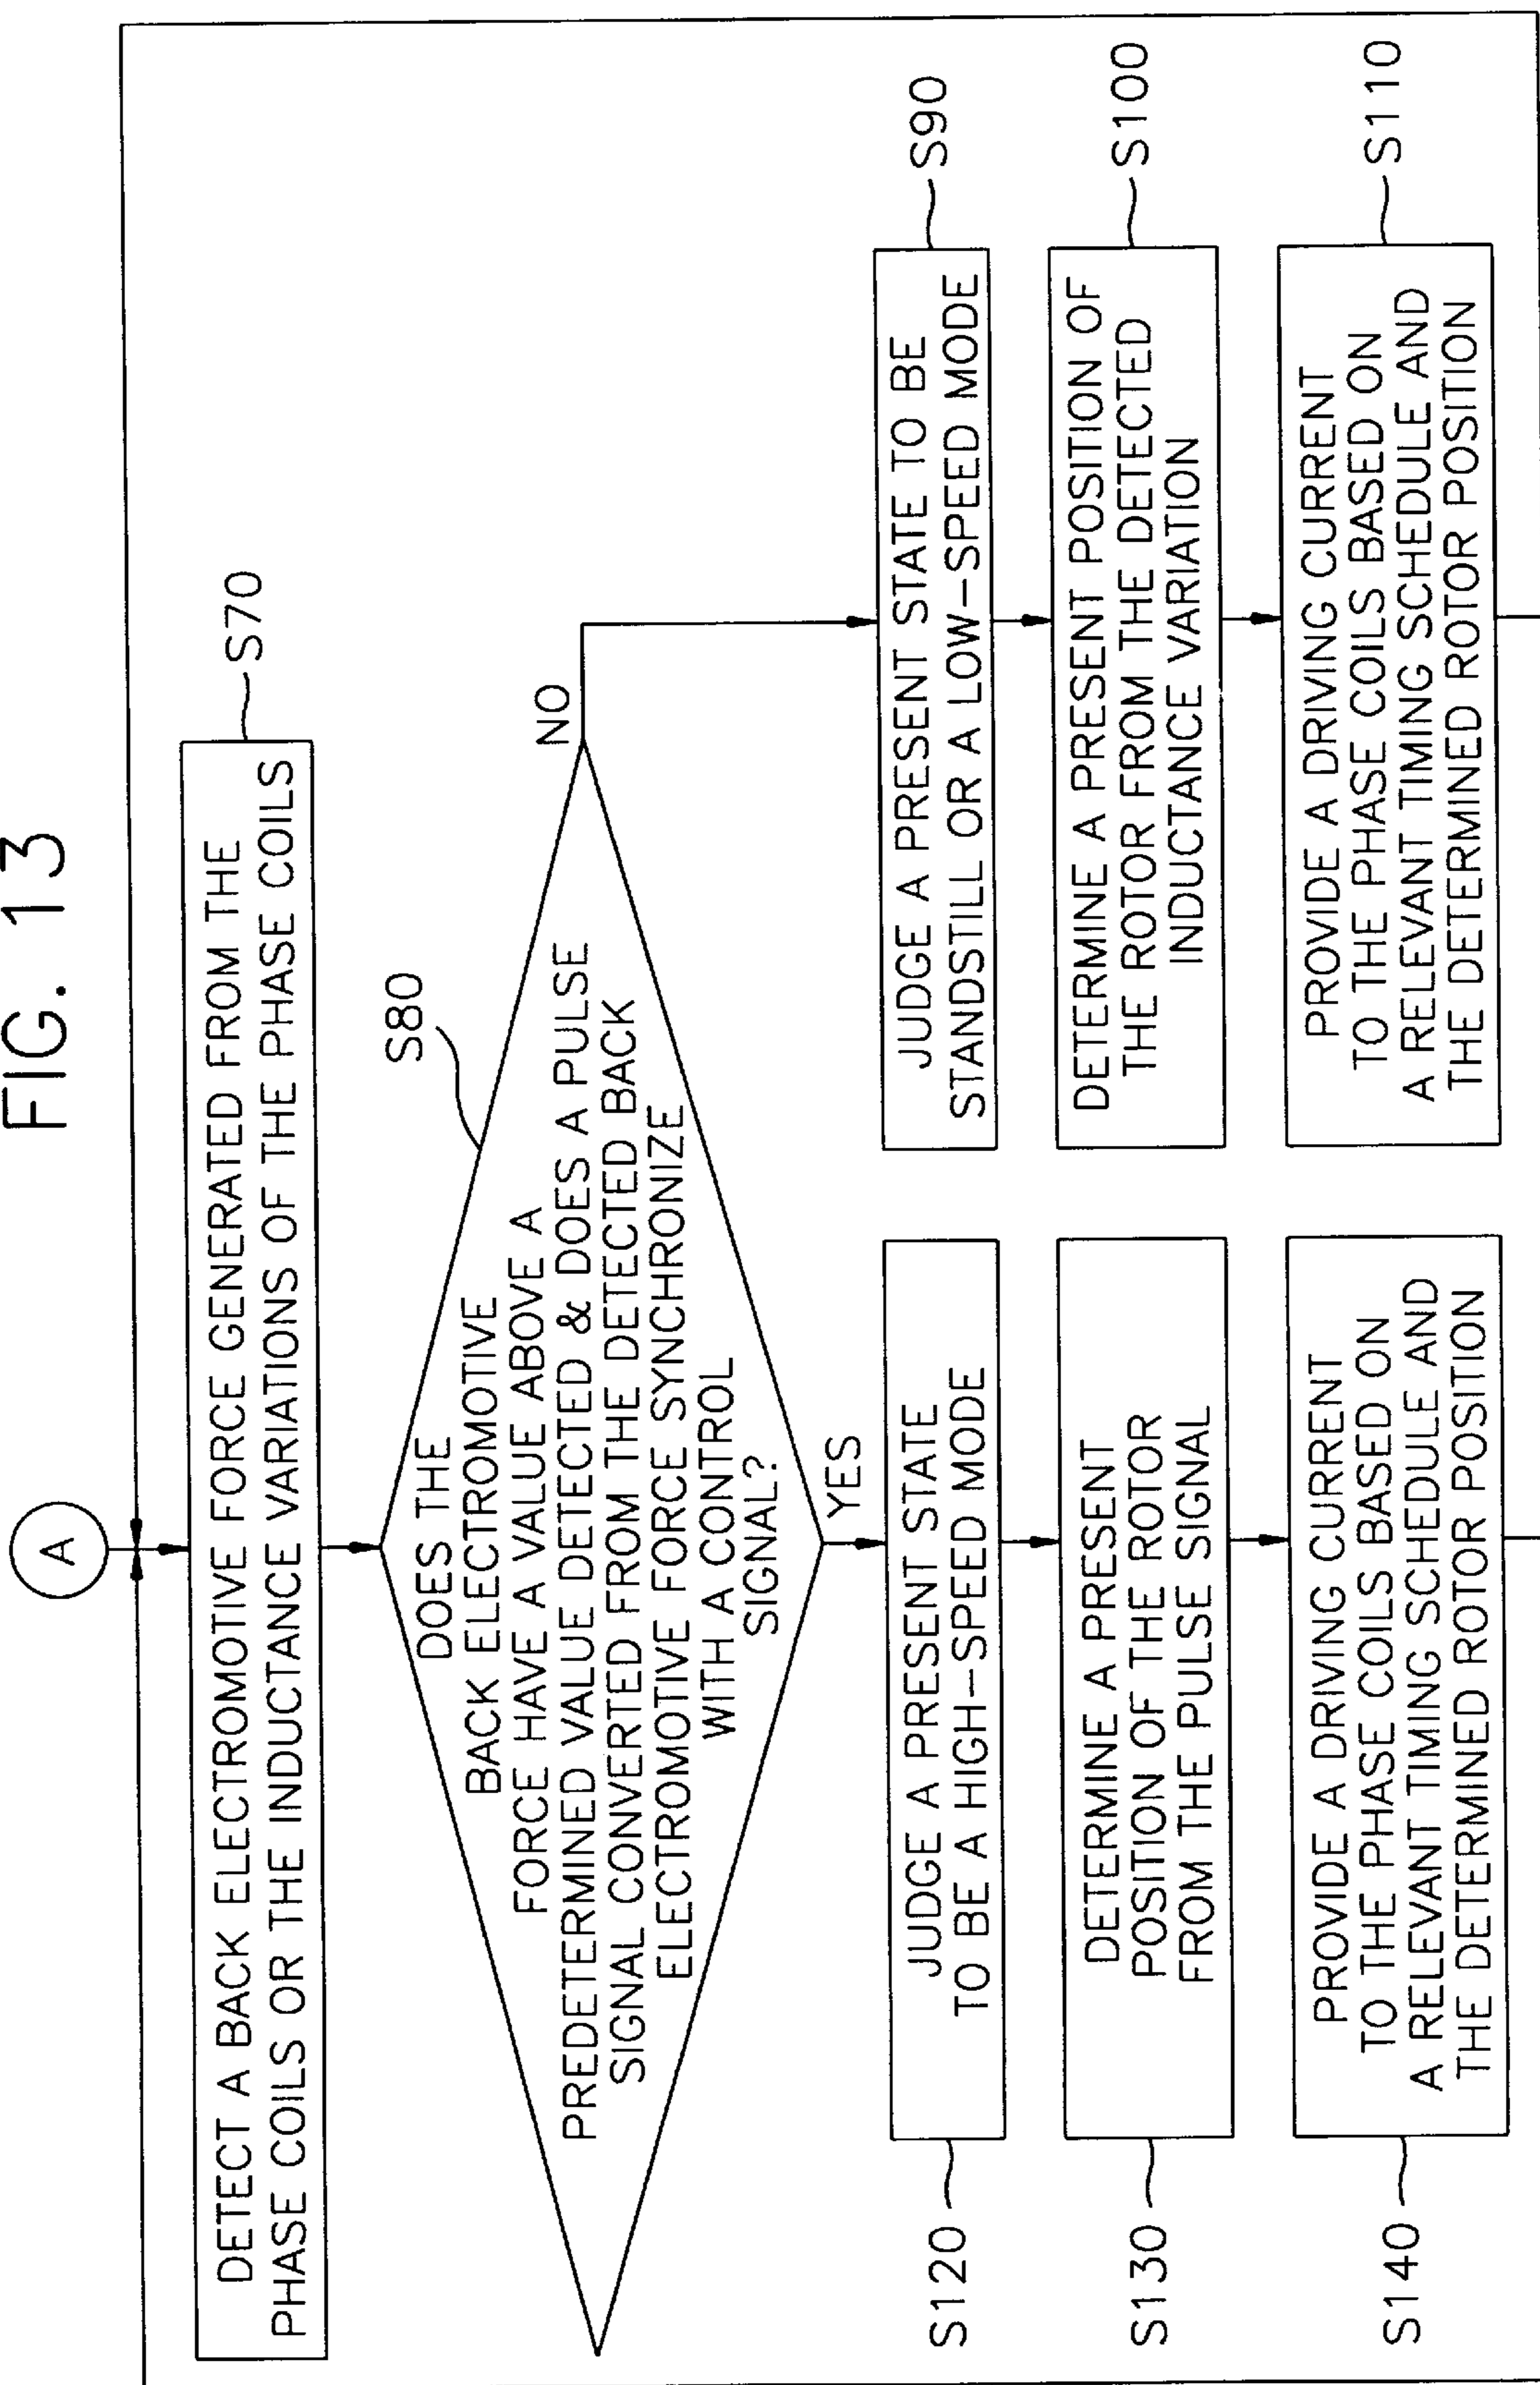 FIG. 13
A
DETECT A BACK ELECTROMOTIVE FORCE GENERATED FROM THE
PHASE COILS OR THE INDUCTANCE VARIATIONS OF THE PHASE COILS
S70
S80
DOES THE
BACK ELECTROMOTIVE
FORCE HAVE A VALUE ABOVE A
PREDETERMINED VALUE DETECTED & DOES A PULSE
SIGNAL CONVERTED FROM THE DETECTED BACK
ELECTROMOTIVE FORCE SYNCHRONIZE
WITH A CONTROL
SIGNAL?
NO
YES
JUDGE A PRESENT STATE
TO BE A HIGH-SPEED MODE
S120
DETERMINE A PRESENT
POSITION OF THE ROTOR
FROM THE PULSE SIGNAL
S130
PROVIDE A DRIVING CURRENT
TO THE PHASE COILS BASED ON
A RELEVANT TIMING SCHEDULE AND
THE DETERMINED ROTOR POSITION
S140
JUDGE A PRESENT STATE TO BE
STANDSTILL OR A LOW-SPEED MODE
S90
DETERMINE A PRESENT POSITION OF
THE ROTOR FROM THE DETECTED
INDUCTANCE VARIATION
S100
PROVIDE A DRIVING CURRENT
TO THE PHASE COILS BASED ON
A RELEVANT TIMING SCHEDULE AND
THE DETERMINED ROTOR POSITION
S110